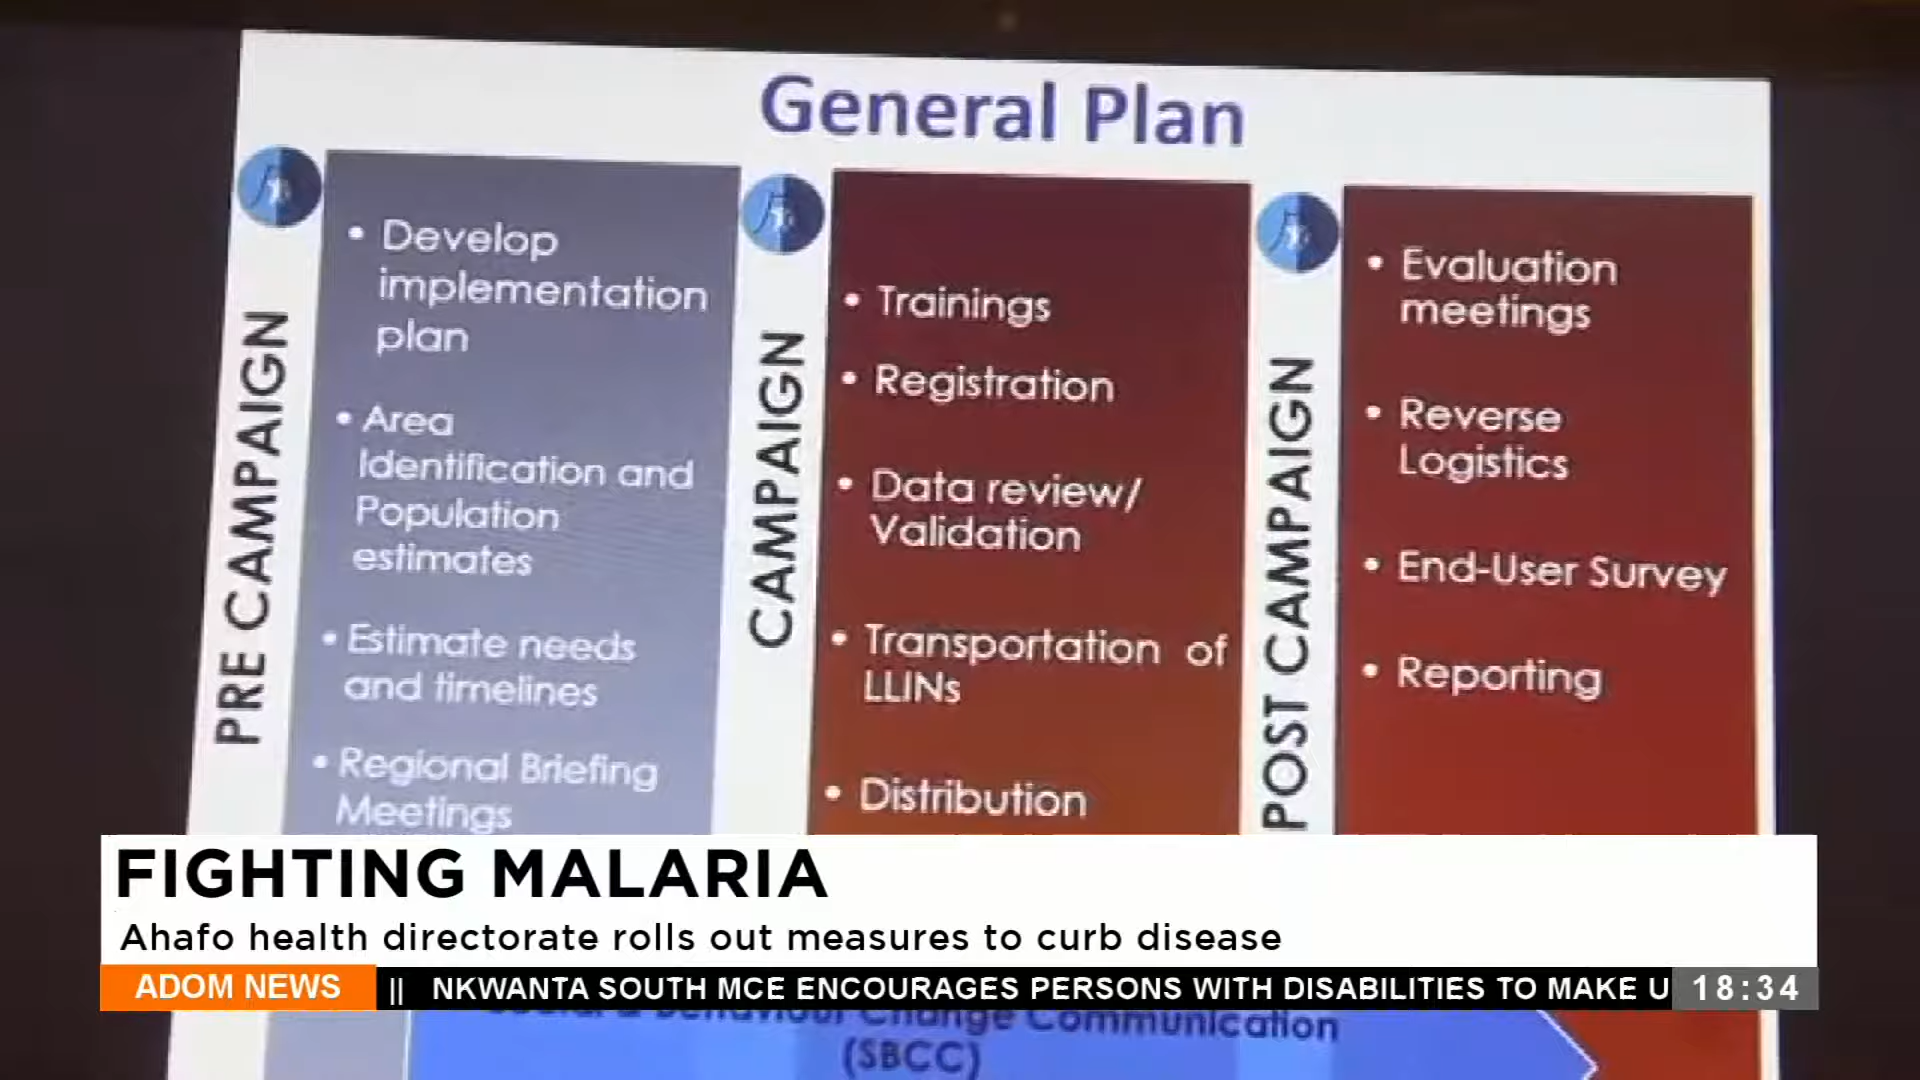 General Plan
PRE CAMPAIGN
• Develop
implementation
plan
• Area
Identification and
Population
estimates
• Estimate needs
and timelines
• Regional Briefing
Meetings
CAMPAIGN
• Trainings
• Registration
• Data review/
Validation
• Transportation of
LLINs
• Distribution
POST CAMPAIGN
• Evaluation
meetings
• Reverse
Logistics
• End-User Survey
• Reporting
FIGHTING MALARIA
Ahafo health directorate rolls out measures to curb disease
ADOM NEWS || NKWANTA SOUTH MCE ENCOURAGES PERSONS WITH DISABILITIES TO MAKE U 18:34
Change Communication
(SBCC)